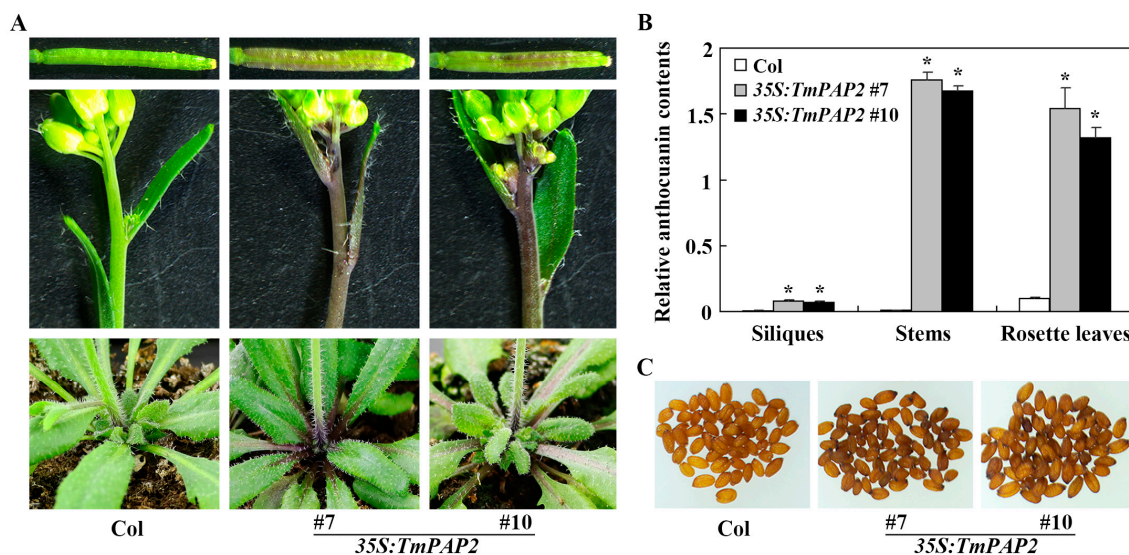 A
Col
#7
#10
35S:TmPAP2
B
Relative anthocuanin contents
2
1.5
1
0.5
0
Col
35S:TmPAP2 #7
35S:TmPAP2 #10
* *
* *
* *
Siliques
Stems
Rosette leaves
C
Col
#7
#10
35S:TmPAP2